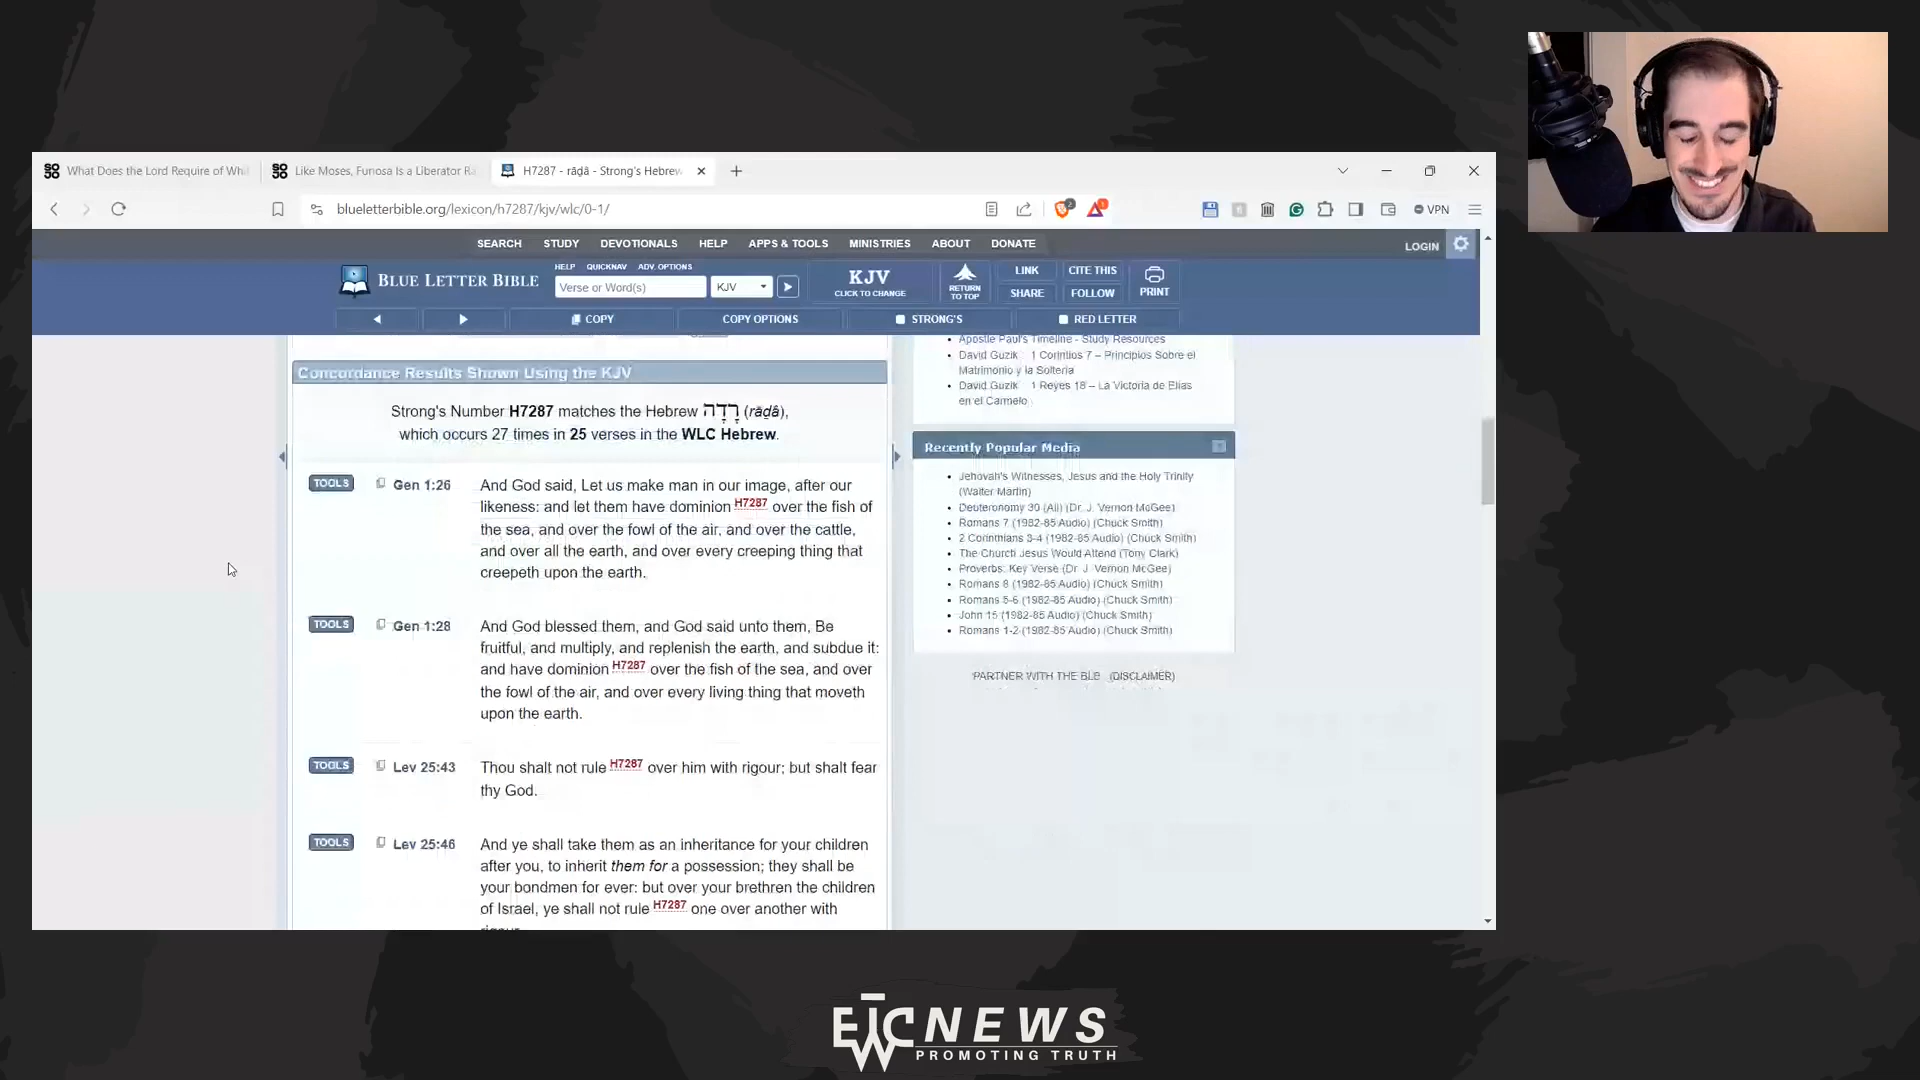 What Does the Lord Require of Wha
Like Moses, Funosa Is a Liberator Ra
H7287 - rāḏâ - Strong's Hebrew
blueletterbible.org/lexicon/h7287/kjv/wlc/0-1/
2
1
VPN
SEARCH STUDY DEVOTIONALS HELP APPS & TOOLS MINISTRIES ABOUT DONATE
LOGIN
BLUE LETTER BIBLE
HELP QUICKNAV ADV. OPTIONS
Verse or Word(s)
KJV
KJV
CLICK TO CHANGE
RETURN
TO TOP
LINK
CITE THIS
SHARE
FOLLOW
PRINT
COPY
COPY OPTIONS
STRONG'S
RED LETTER
Concordance Results Shown Using the KJV
Strong's Number H7287 matches the Hebrew רָדָה (rāḏâ),
which occurs 27 times in 25 verses in the WLC Hebrew.
TOOLS
Gen 1:26
And God said, Let us make man in our image, after our
likeness: and let them have dominion H7287 over the fish of
the sea, and over the fowl of the air, and over the cattle,
and over all the earth, and over every creeping thing that
creepeth upon the earth.
TOOLS
Gen 1:28
And God blessed them, and God said unto them, Be
fruitful, and multiply, and replenish the earth, and subdue it:
and have dominion H7287 over the fish of the sea, and over
the fowl of the air, and over every living thing that moveth
upon the earth.
TOOLS
Lev 25:43
Thou shalt not rule H7287 over him with rigour; but shalt fear
thy God.
TOOLS
Lev 25:46
And ye shall take them as an inheritance for your children
after you, to inherit them for a possession; they shall be
your bondmen for ever: but over your brethren the children
of Israel, ye shall not rule H7287 one over another with
Apostle Paul's Timeline - Study Resources
David Guzik 1 Corintios 7 – Principios Sobre el
Matrimonio y la Soltería
David Guzik 1 Reyes 18 – La Victoria de Elías
en el Carmelo
Recently Popular Media
Jehovah's Witnesses, Jesus and the Holy Trinity
(Walter Martin)
Deuteronomy 30 (All) (Dr. J. Vernon McGee)
Romans 7 (1982-85 Audio) (Chuck Smith)
2 Corinthians 3-4 (1982-85 Audio) (Chuck Smith)
The Church Jesus Would Attend (Tony Clark)
Proverbs: Key Verse (Dr. J. Vernon McGee)
Romans 8 (1982-85 Audio) (Chuck Smith)
Romans 5-6 (1982-85 Audio) (Chuck Smith)
John 15 (1982-85 Audio) (Chuck Smith)
Romans 1-2 (1982-85 Audio) (Chuck Smith)
PARTNER WITH THE BLB (DISCLAIMER)
EWC NEWS
PROMOTING TRUTH